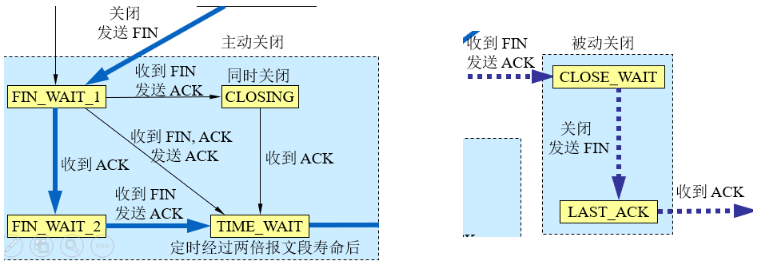 关闭
发送 FIN
主动关闭
收到 FIN
发送 ACK
同时关闭
FIN_WAIT_1
CLOSING
收到 FIN, ACK
发送 ACK
收到 ACK
收到 ACK
收到 FIN
发送 ACK
FIN_WAIT_2
TIME_WAIT
定时经过两倍报文段寿命后
收到 FIN
发送 ACK
被动关闭
CLOSE_WAIT
关闭
发送 FIN
收到 ACK
LAST_ACK